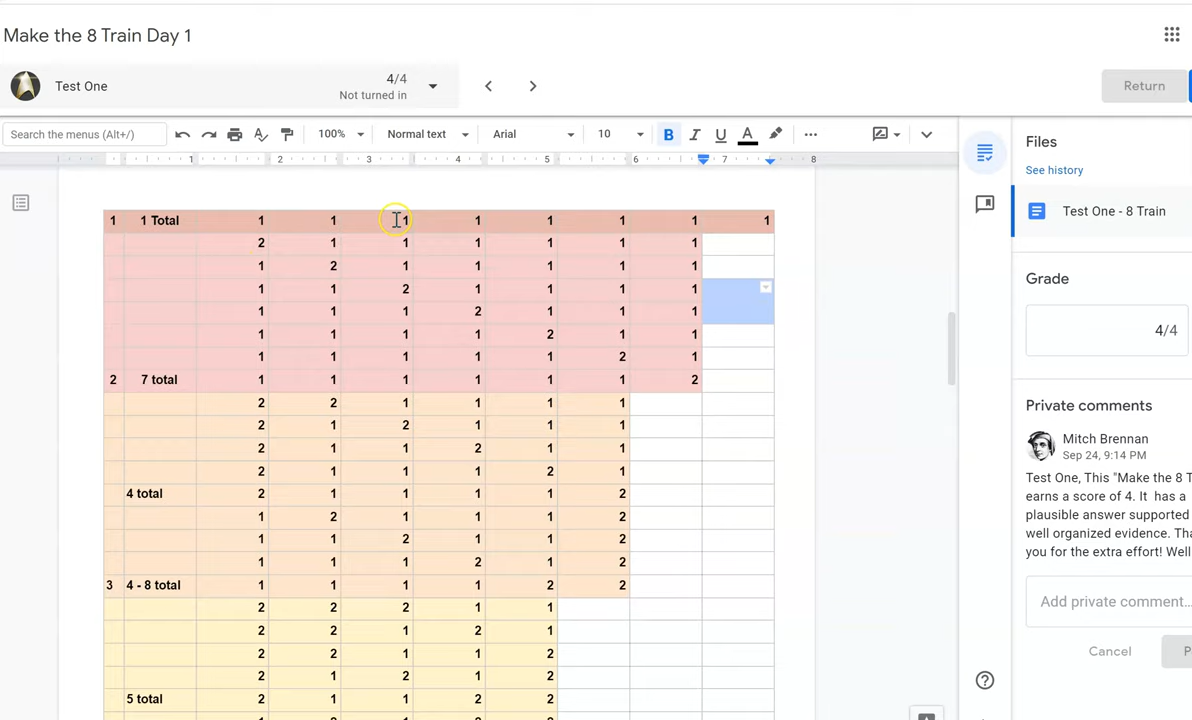 Make the 8 Train Day 1
Test One
4/4
Not turned in
Return
Search the menus (Alt+/)
100%
Normal text
Arial
10
B I U A
1 2 3 4 5 6 7 8
Files
See history
Test One - 8 Train
Grade
4/4
Private comments
Mitch Brennan
Sep 24, 9:14 PM
Test One, This "Make the 8 T
earns a score of 4. It has a
plausible answer supported
well organized evidence. Tha
you for the extra effort! Well
Add private comment...
Cancel
P
1 1 Total 1 1 1 1 1 1 1 1
2 1 1 1 1 1 1
1 2 1 1 1 1 1
1 1 2 1 1 1 1
1 1 1 2 1 1 1
1 1 1 1 2 1 1
1 1 1 1 1 2 1
2 7 total 1 1 1 1 1 1 2
2 2 1 1 1 1
2 1 2 1 1 1
2 1 1 2 1 1
2 1 1 1 2 1
4 total 2 1 1 1 1 2
1 2 1 1 1 2
1 1 2 1 1 2
1 1 1 2 1 2
3 4 - 8 total 1 1 1 1 2 2
2 2 2 1 1
2 2 1 2 1
2 2 1 1 2
2 1 2 1 2
5 total 2 1 1 2 2